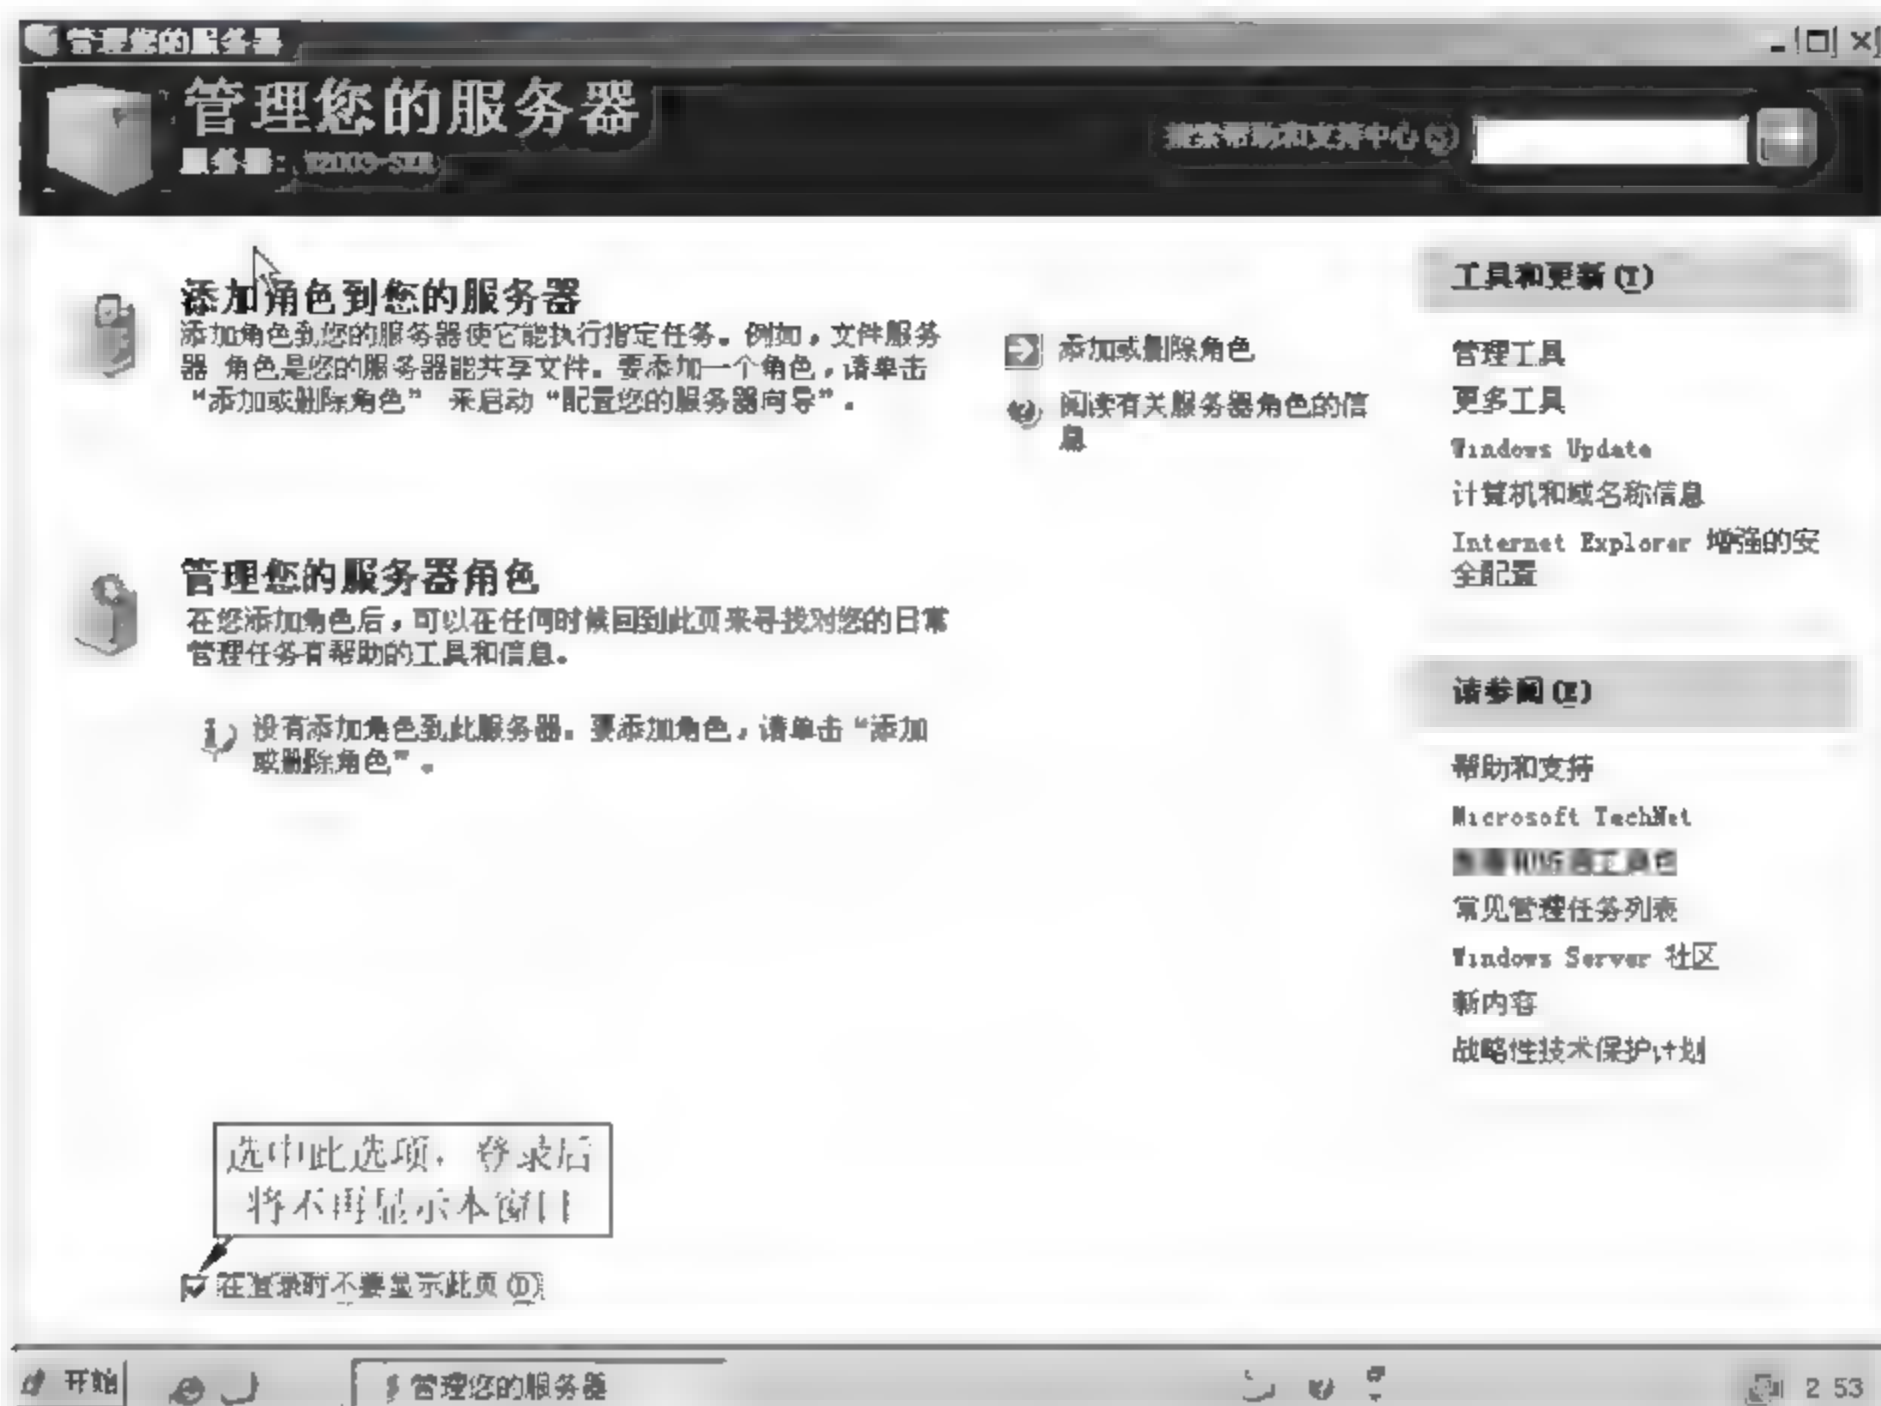 管理您的服务器
管理您的服务器
搜索帮助和支持中心(S)
服务器:
添加角色到您的服务器
添加角色到您的服务器使它能执行指定任务。例如，文件服务
器 角色是您的服务器能共享文件。要添加一个角色，请单击
“添加或删除角色” 来启动“配置您的服务器向导”。
添加或删除角色
阅读有关服务器角色的信
息
管理您的服务器角色
在您添加角色后，可以在任何时候回到此页来寻找对您的日常
管理任务有帮助的工具和信息。
没有添加角色到此服务器。要添加角色，请单击“添加
或删除角色”。
工具和更新(T)
管理工具
更多工具
Windows Update
计算机和域名称信息
Internet Explorer 增强的安
全配置
请参阅(E)
帮助和支持
Microsoft TechNet
常见管理任务列表
Windows Server 社区
新内容
战略性技术保护计划
选中此选项，登录后
将不再显示本窗口
在登录时不要显示此页(D)
开始
管理您的服务器
2 53